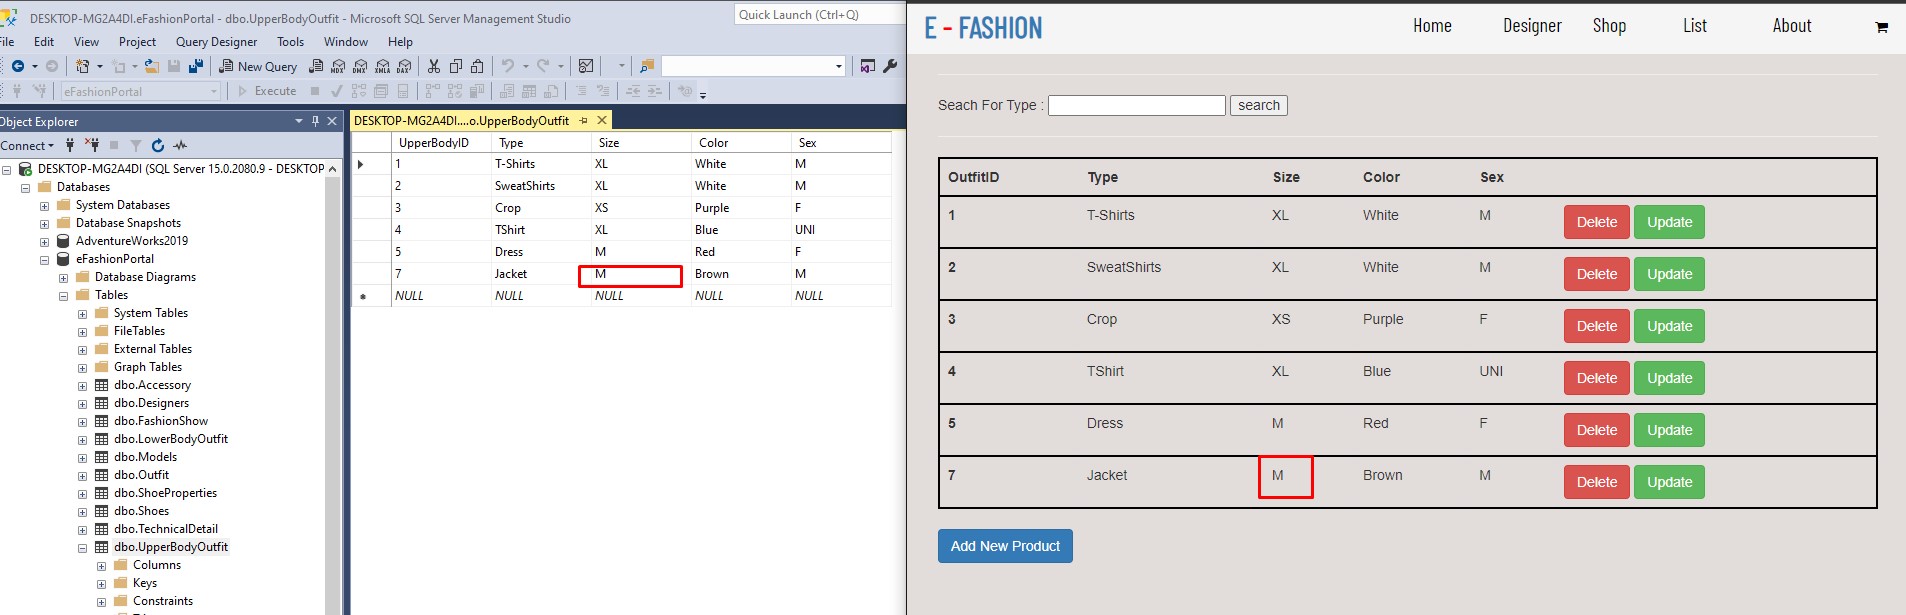 DESKTOP-MG2A4DI.eFashionPortal - dbo.UpperBodyOutfit - Microsoft SQL Server Management Studio
Quick Launch (Ctrl+Q)
File Edit View Project Query Designer Tools Window Help
New Query MDX DMX XMLA DAX
eFashionPortal Execute
Object Explorer
Connect
DESKTOP-MG2A4DI (SQL Server 15.0.2080.9 - DESKTOP
Databases
System Databases
Database Snapshots
AdventureWorks2019
eFashionPortal
Database Diagrams
Tables
System Tables
FileTables
External Tables
Graph Tables
dbo.Accessory
dbo.Designers
dbo.FashionShow
dbo.LowerBodyOutfit
dbo.Models
dbo.Outfit
dbo.ShoeProperties
dbo.Shoes
dbo.TechnicalDetail
dbo.UpperBodyOutfit
Columns
Keys
Constraints
DESKTOP-MG2A4DI....o.UpperBodyOutfit
UpperBodyID Type Size Color Sex
1 T-Shirts XL White M
2 SweatShirts XL White M
3 Crop XS Purple F
4 TShirt XL Blue UNI
5 Dress M Red F
7 Jacket M Brown M
NULL NULL NULL NULL NULL
E - FASHION
Home Designer Shop List About
Seach For Type : search
OutfitID Type Size Color Sex
1 T-Shirts XL White M Delete Update
2 SweatShirts XL White M Delete Update
3 Crop XS Purple F Delete Update
4 TShirt XL Blue UNI Delete Update
5 Dress M Red F Delete Update
7 Jacket M Brown M Delete Update
Add New Product